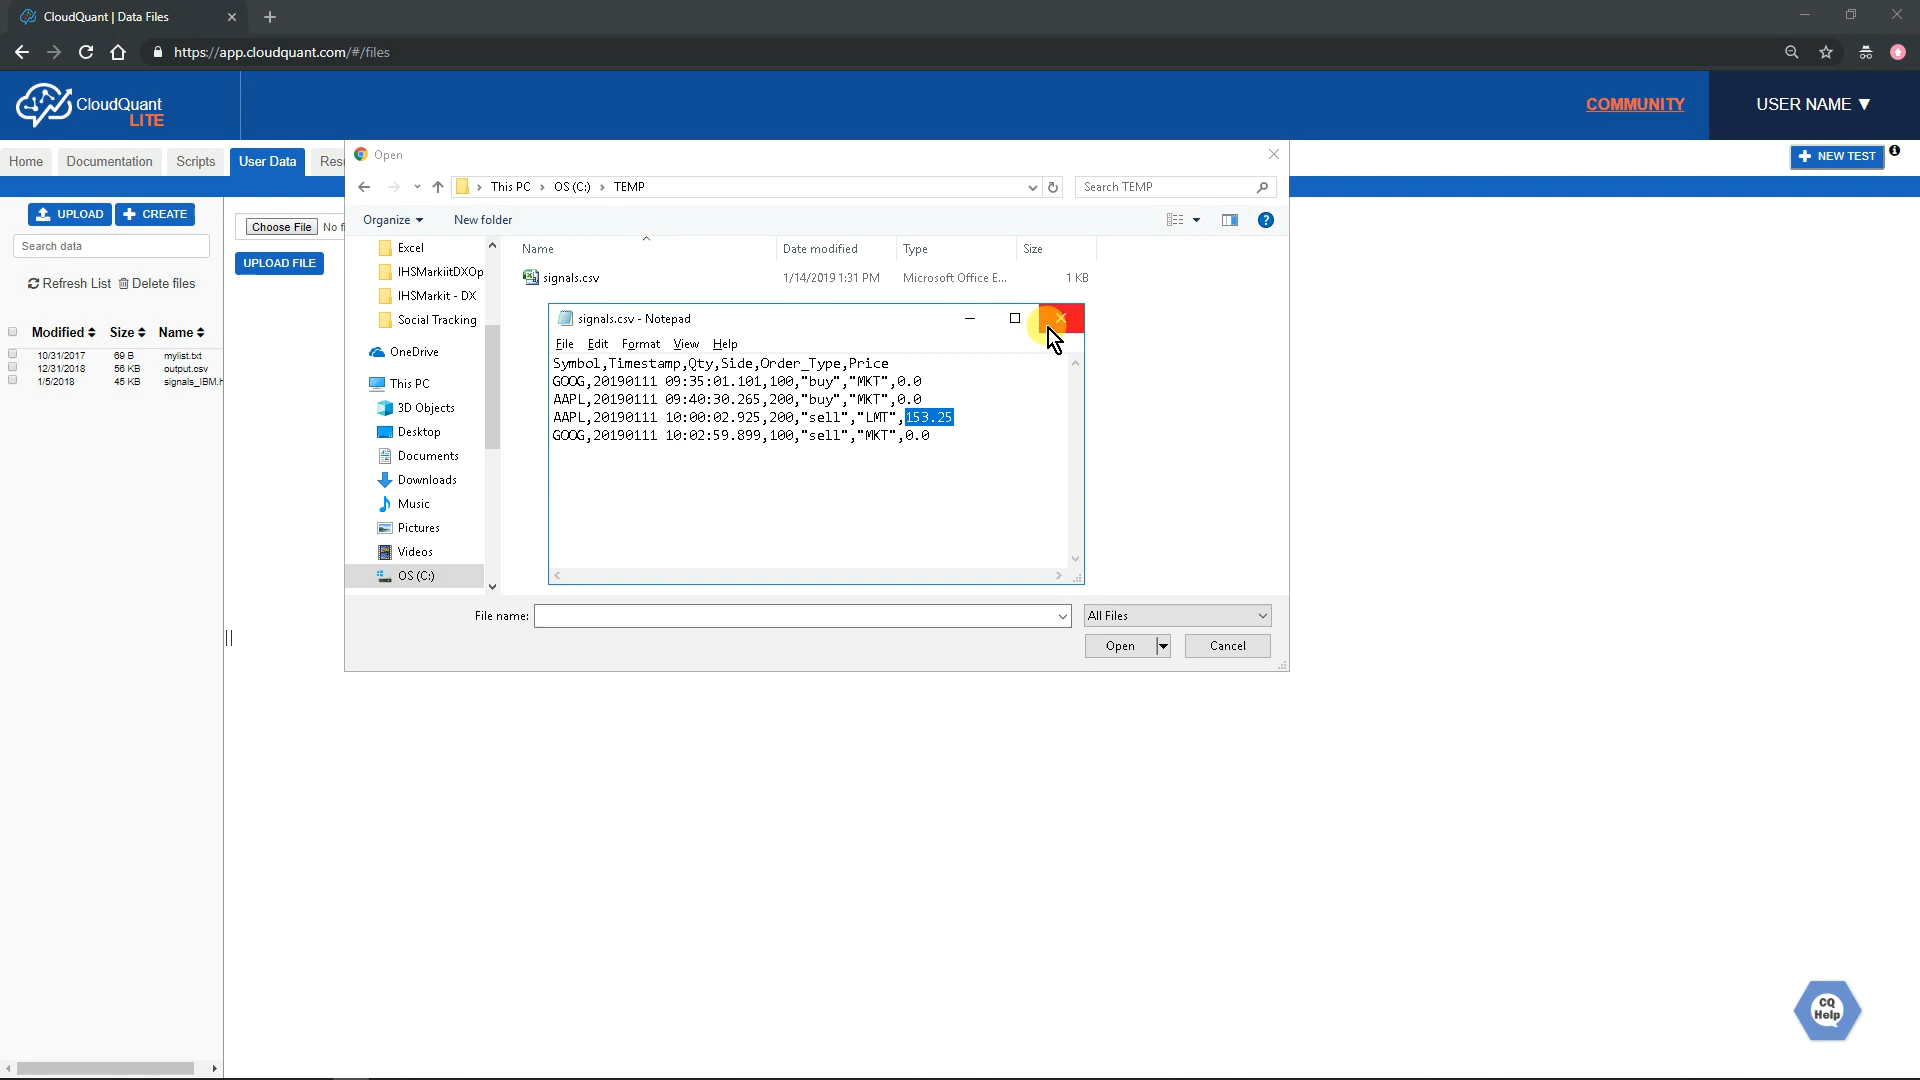 CloudQuant | Data Files
https://app.cloudquant.com/#/files
CloudQuant
LITE
COMMUNITY
USER NAME ▼
Home
Documentation
Scripts
User Data
Resu
+ NEW TEST
UPLOAD
+ CREATE
Search data
Refresh List
Delete files
Modified
Size
Name
10/31/2017 69 B mylist.txt
12/31/2018 56 KB output.csv
1/5/2018 45 KB signals_IBM.h
Choose File No fi
UPLOAD FILE
Open
This PC > OS (C:) > TEMP
Search TEMP
Organize
New folder
Excel
IHSMarkiitDXOp
IHSMarkit - DX
Social Tracking
OneDrive
This PC
3D Objects
Desktop
Documents
Downloads
Music
Pictures
Videos
OS (C:)
Name
Date modified
Type
Size
signals.csv
1/14/2019 1:31 PM
Microsoft Office E...
1 KB
signals.csv - Notepad
File Edit Format View Help
Symbol,Timestamp,Qty,Side,Order_Type,Price
GOOG,20190111 09:35:01.101,100,"buy","MKT",0.0
AAPL,20190111 09:40:30.265,200,"buy","MKT",0.0
AAPL,20190111 10:00:02.925,200,"sell","LMT",153.25
GOOG,20190111 10:02:59.899,100,"sell","MKT",0.0
File name:
All Files
Open
Cancel
CQ
Help